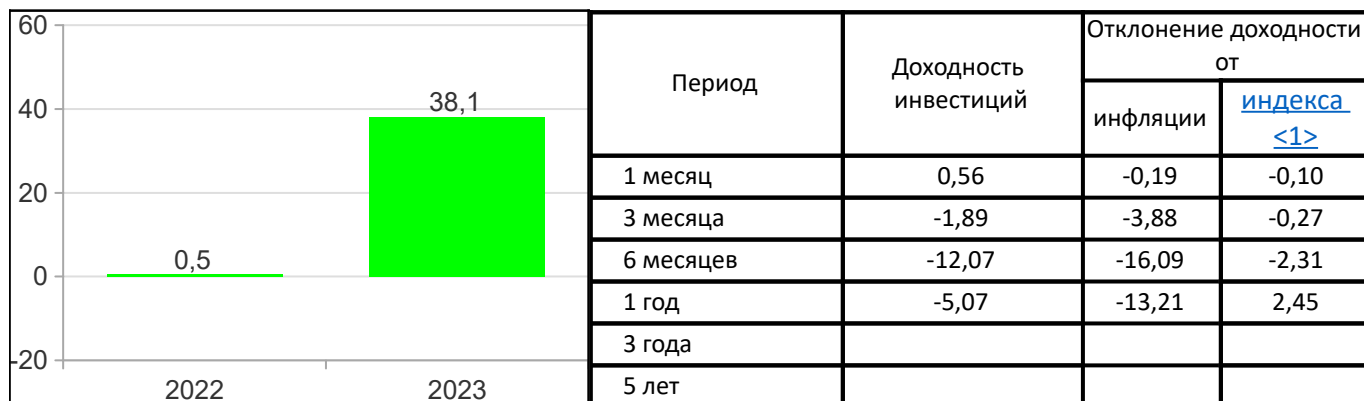 60
40
20
0
-20
0,5
38,1
2022
2023
Период
Доходность
инвестиций
Отклонение доходности
от
инфляции
индекса
<1>
1 месяц 0,56 -0,19 -0,10
3 месяца -1,89 -3,88 -0,27
6 месяцев -12,07 -16,09 -2,31
1 год -5,07 -13,21 2,45
3 года
5 лет